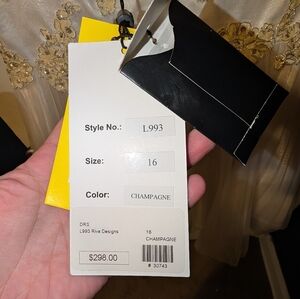 Style No.: L993
Size: 16
Color: CHAMPAGNE
DRS 16
L993 Riva Designs CHAMPAGNE
$298.00 # 30743